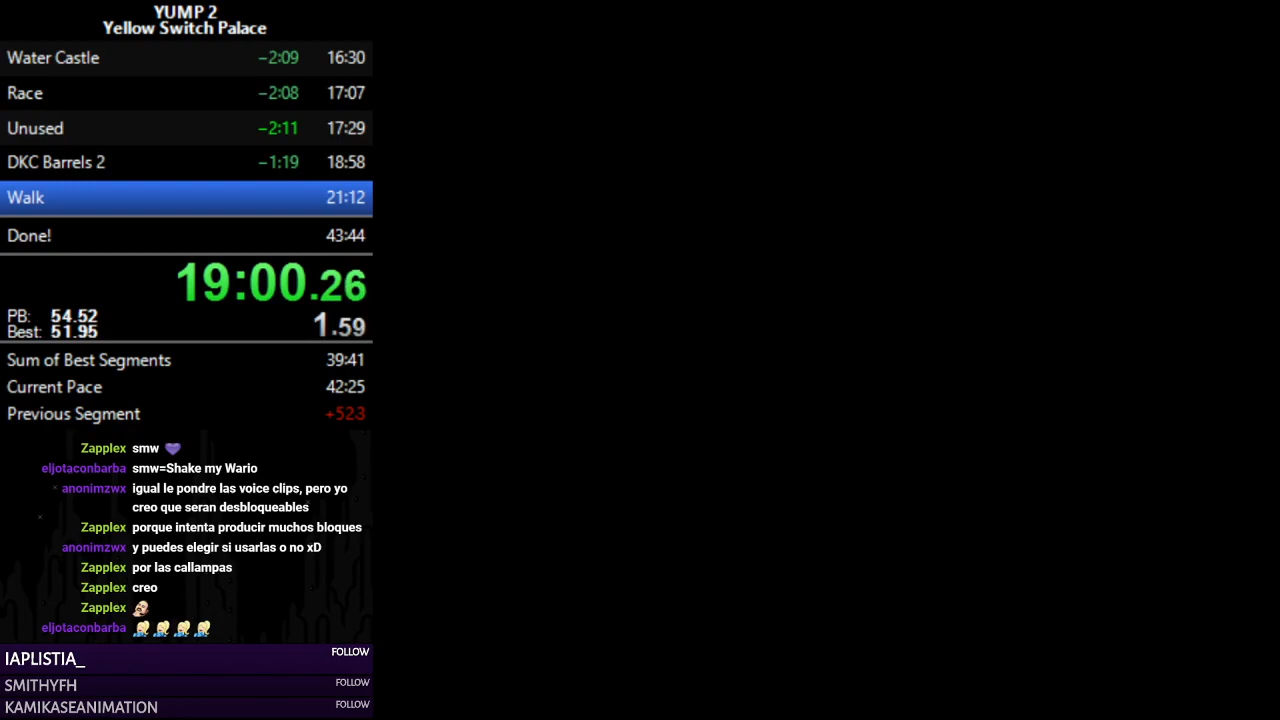 YUMP 2
Yellow Switch Palace
Water Castle −2:09 16:30
Race −2:08 17:07
Unused −2:11 17:29
DKC Barrels 2 −1:19 18:58
Walk 21:12
Done! 43:44
19:00.26
PB: 54.52
Best: 51.95
1.59
Sum of Best Segments 39:41
Current Pace 42:25
Previous Segment +52.3
Zapplex smw
eljotaconbarba smw=Shake my Wario
anonimzwx igual le pondre las voice clips, pero yo
creo que seran desbloqueables
Zapplex porque intenta producir muchos bloques
anonimzwx y puedes elegir si usarlas o no xD
Zapplex por las callampas
Zapplex creo
Zapplex
eljotaconbarba
IAPLISTIA_ FOLLOW
SMITHYFH FOLLOW
KAMIKASEANIMATION FOLLOW